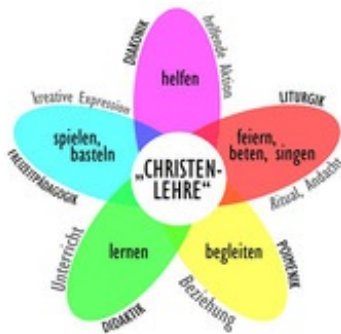 DIAKONIK
helfen
helfende Aktion
kreative Expression
spielen,
basteln
FREIZEITPÄDAGOGIK
LITURGIK
feiern,
beten, singen
Ritual, Andacht
„CHRISTEN-
LEHRE“
Unterricht
lernen
DIDAKTIK
begleiten
Beziehung
POIMENIK